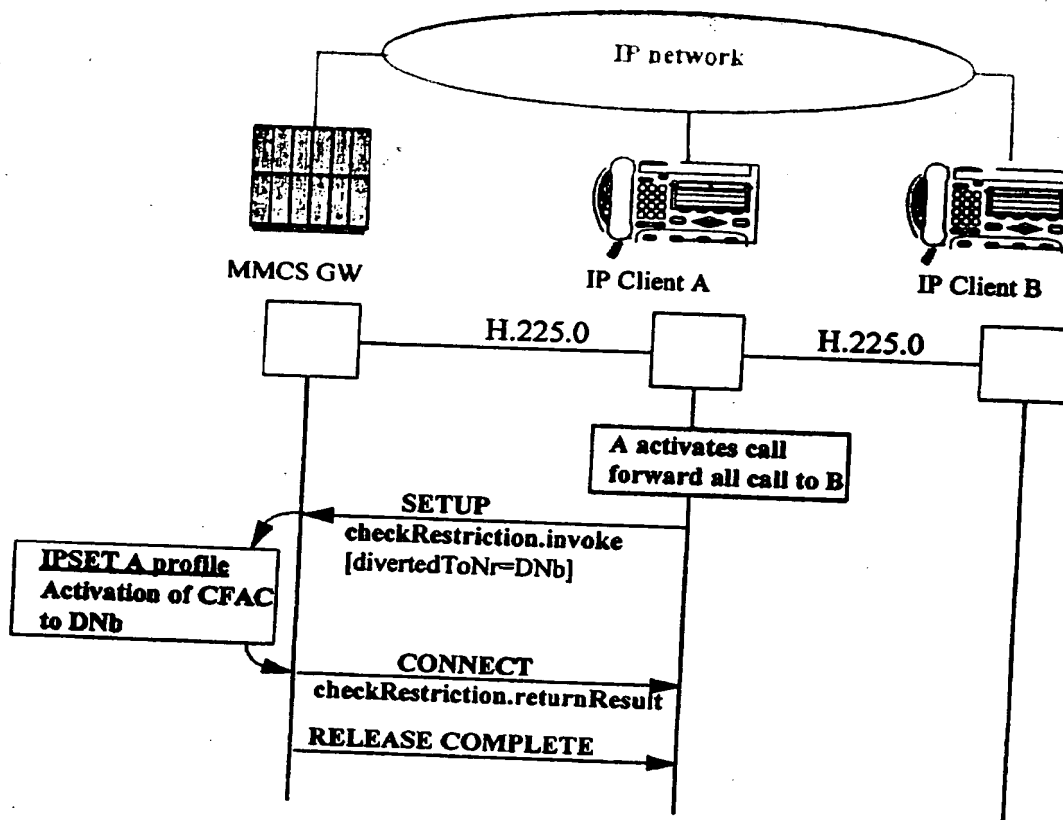 IP network
MMCS GW
IP Client A
IP Client B
H.225.0
H.225.0
A activates call
forward all call to B
SETUP
checkRestriction.invoke
[divertedToNr=DNb]
IPSET A profile
Activation of CFAC
to DNb
CONNECT
checkRestriction.returnResult
RELEASE COMPLETE